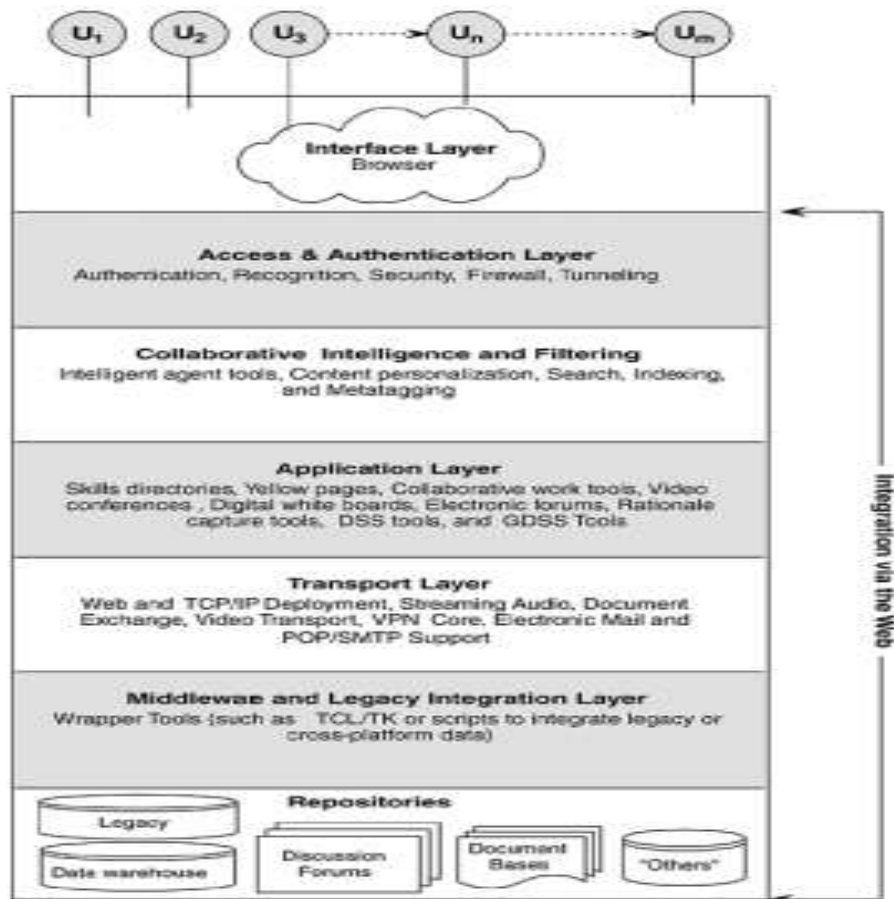 U1 U2 U3 Un Um
Interface Layer
Browser
Access & Authentication Layer
Authentication, Recognition, Security, Firewall, Tunneling
Collaborative Intelligence and Filtering
Intelligent agent tools, Content personalization, Search, Indexing,
and Metatagging
Application Layer
Skills directories, Yellow pages, Collaborative work tools, Video
conferences , Digital white boards, Electronic forums, Rationale
capture tools, DSS tools, and GDSS Tools
Transport Layer
Web and TCP/IP Deployment, Streaming Audio, Document
Exchange, Video Transport, VPN Core, Electronic Mail and
POP/SMTP Support
Middlewae and Legacy Integration Layer
Wrapper Tools (such as TCL/TK or scripts to integrate legacy or
cross-platform data)
Repositories
Legacy
Data warehouse
Discussion
Forums
Document
Bases
"Others"
Integration via the Web